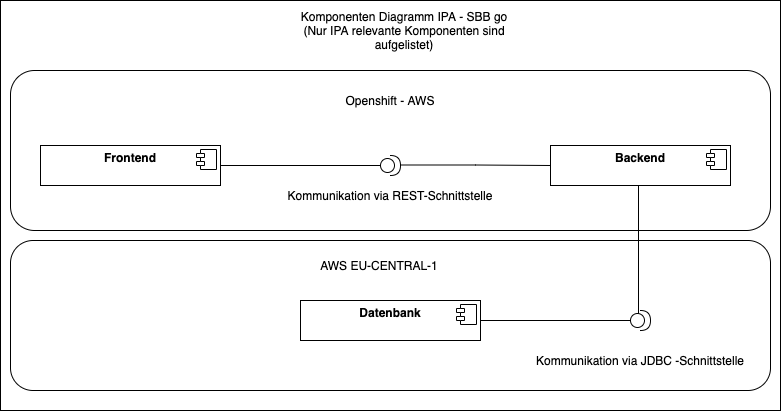 Komponenten Diagramm IPA - SBB go
(Nur IPA relevante Komponenten sind
aufgelistet)
Openshift - AWS
Frontend
Backend
Kommunikation via REST-Schnittstelle
AWS EU-CENTRAL-1
Datenbank
Kommunikation via JDBC -Schnittstelle